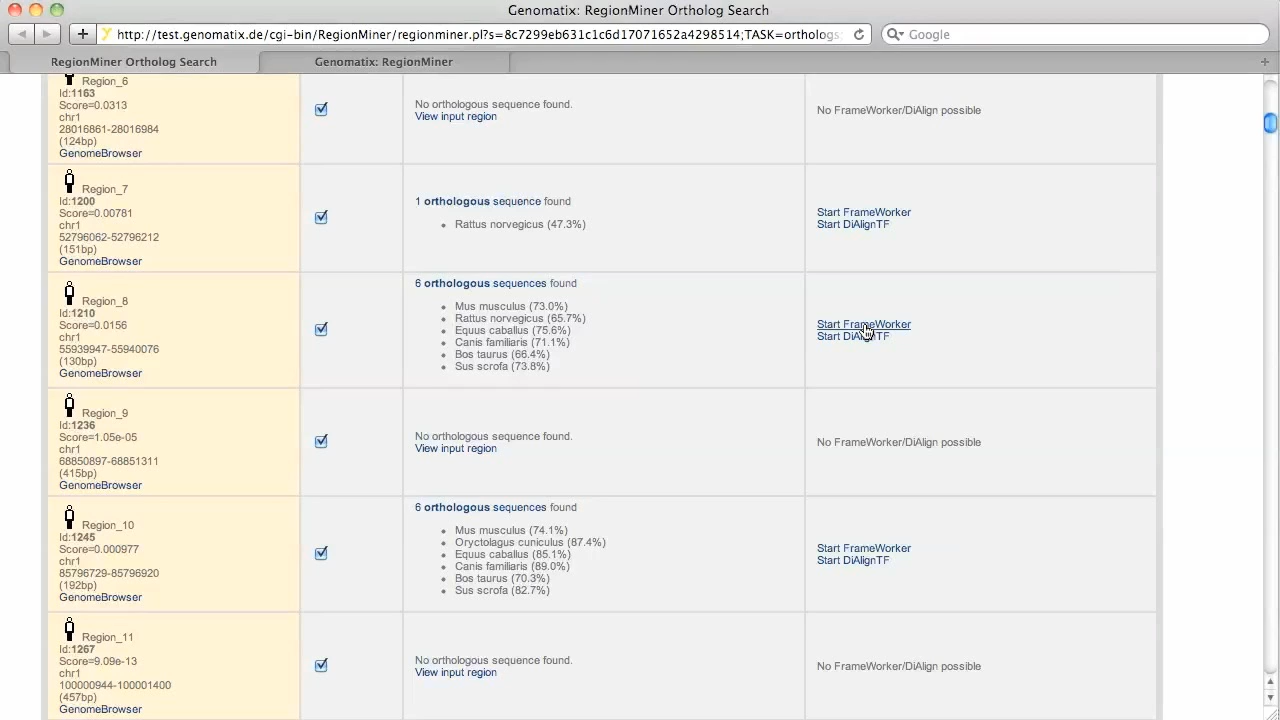 Genomatix: RegionMiner Ortholog Search
http://test.genomatix.de/cgi-bin/RegionMiner/regionminer.pl?s=8c7299eb631c1c6d17071652a4298514;TASK=orthologs
Google
RegionMiner Ortholog Search
Genomatix: RegionMiner
Region_6
Id:1163
Score=0.0313
chr1
28016861-28016984
(124bp)
GenomeBrowser
No orthologous sequence found.
View input region
No FrameWorker/DiAlign possible
Region_7
Id:1200
Score=0.00781
chr1
52796062-52796212
(151bp)
GenomeBrowser
1 orthologous sequence found
• Rattus norvegicus (47.3%)
Start FrameWorker
Start DiAlignTF
Region_8
Id:1210
Score=0.0156
chr1
55939947-55940076
(130bp)
GenomeBrowser
6 orthologous sequences found
• Mus musculus (73.0%)
• Rattus norvegicus (65.7%)
• Equus caballus (75.6%)
• Canis familiaris (71.1%)
• Bos taurus (66.4%)
• Sus scrofa (73.8%)
Start FrameWorker
Start DiAlignTF
Region_9
Id:1236
Score=1.05e-05
chr1
68850897-68851311
(415bp)
GenomeBrowser
No orthologous sequence found.
View input region
No FrameWorker/DiAlign possible
Region_10
Id:1245
Score=0.000977
chr1
85796729-85796920
(192bp)
GenomeBrowser
6 orthologous sequences found
• Mus musculus (74.1%)
• Oryctolagus cuniculus (87.4%)
• Equus caballus (85.1%)
• Canis familiaris (89.0%)
• Bos taurus (70.3%)
• Sus scrofa (82.7%)
Start FrameWorker
Start DiAlignTF
Region_11
Id:1267
Score=9.09e-13
chr1
100000944-100001400
(457bp)
GenomeBrowser
No orthologous sequence found.
View input region
No FrameWorker/DiAlign possible